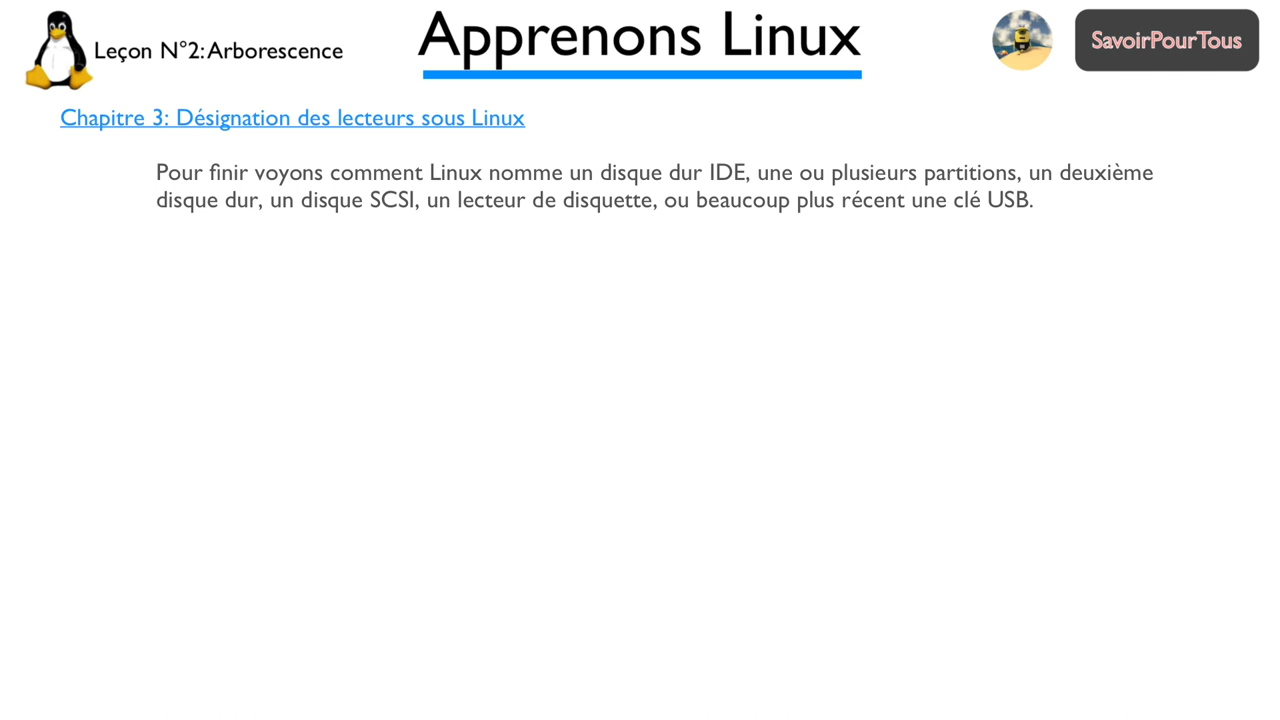 Leçon N°2: Arborescence
Apprenons Linux
SavoirPourTous
Chapitre 3: Désignation des lecteurs sous Linux
Pour finir voyons comment Linux nomme un disque dur IDE, une ou plusieurs partitions, un deuxième
disque dur, un disque SCSI, un lecteur de disquette, ou beaucoup plus récent une clé USB.